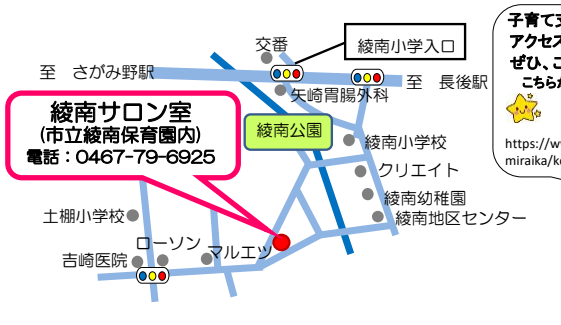 交番
綾南小学入口
至 さがみ野駅
至 長後駅
矢崎胃腸外科
綾南サロン室
(市立綾南保育園内)
電話：0467-79-6925
綾南公園
綾南小学校
クリエイト
綾南幼稚園
綾南地区センター
土棚小学校
ローソン
マルエツ
吉崎医院
子育て支
アクセス
ぜひ、こ
こちらか
https://w
miraika/k